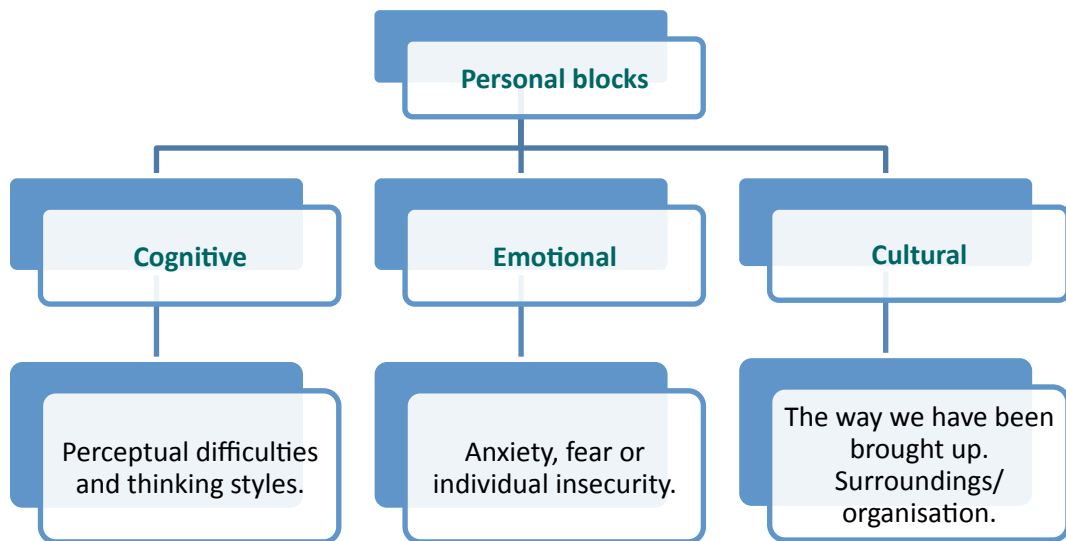 Personal blocks
Cognitive
Emotional
Cultural
Perceptual difficulties
and thinking styles.
Anxiety, fear or
individual insecurity.
The way we have been
brought up.
Surroundings/
organisation.